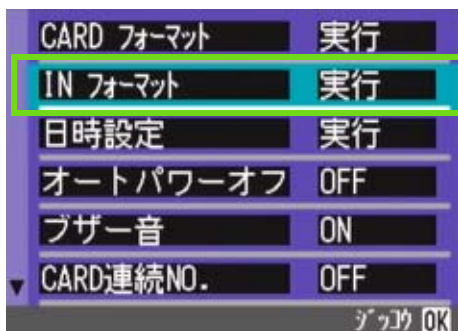 CARD フォーマット 実行
IN フォーマット 実行
日時設定 実行
オートパワーオフ OFF
ブザー音 ON
CARD連続NO. OFF
ジッコウ OK